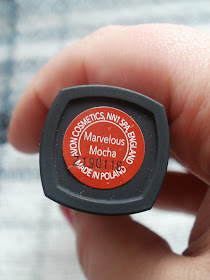 AVON COSMETICS, NN1 5PA, ENGLAND
Marvelous
Mocha
MADE IN POLAND